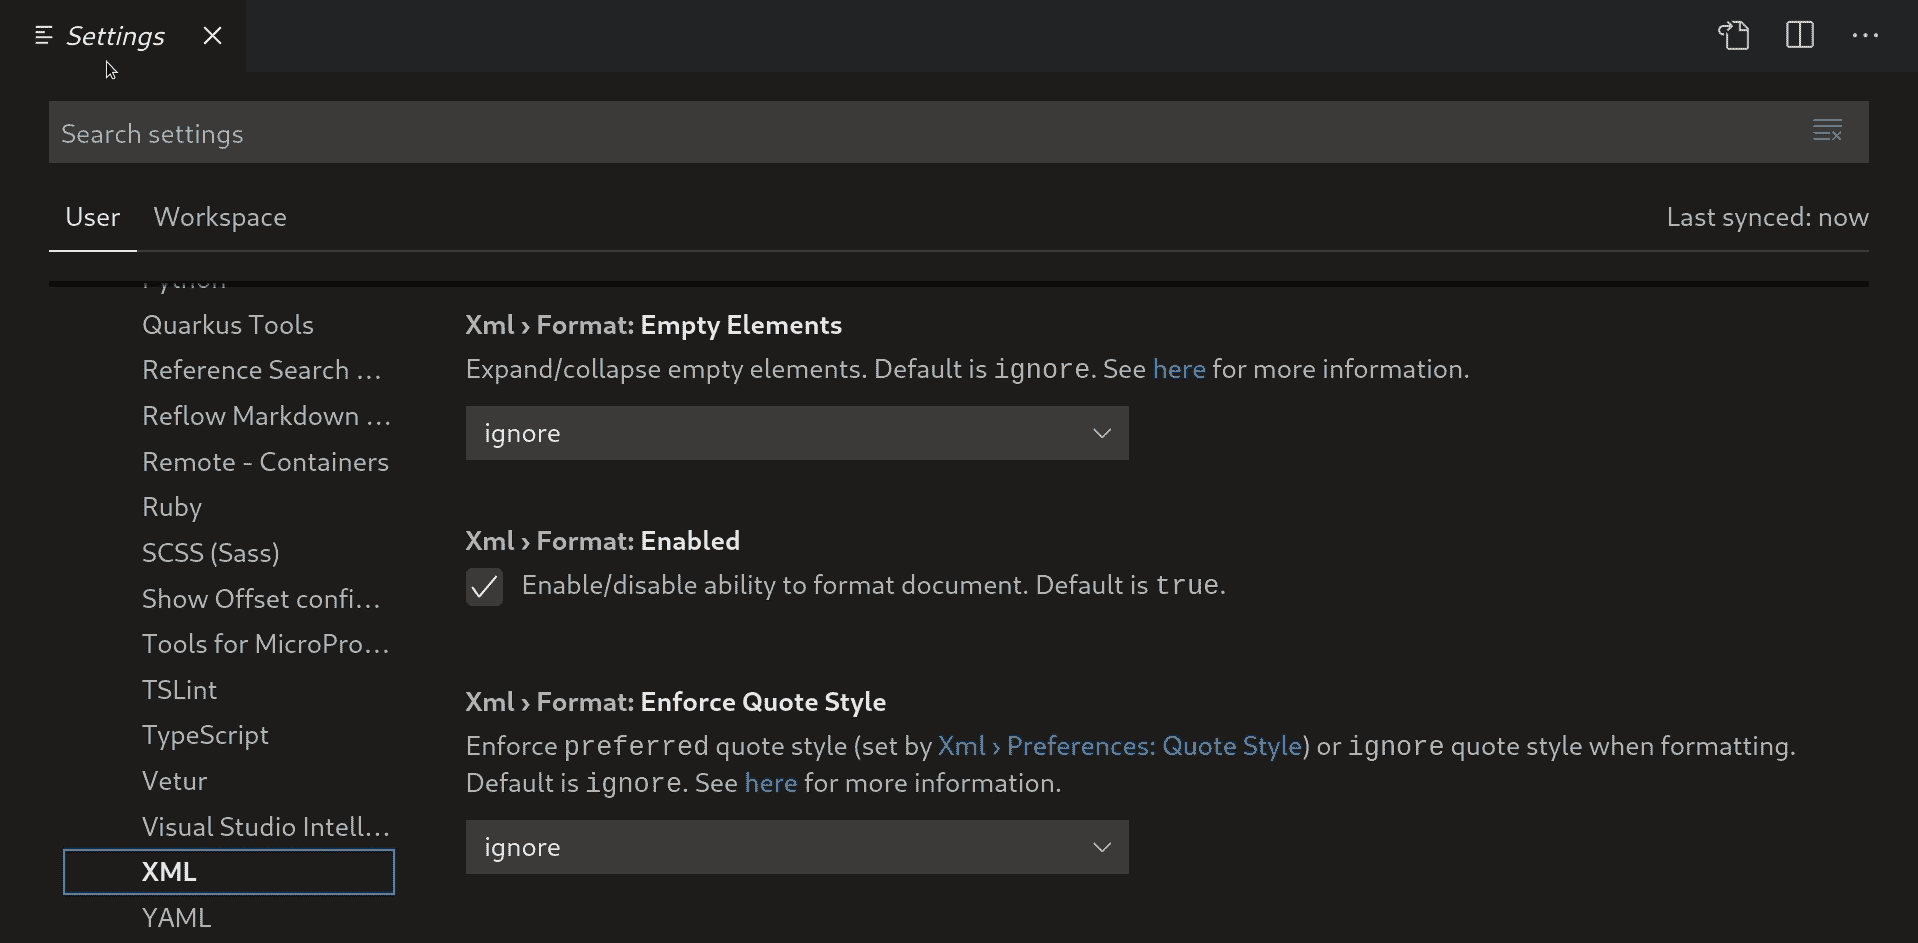 Settings
Search settings
User Workspace Last synced: now
Python
Quarkus Tools
Reference Search ...
Reflow Markdown ...
Remote - Containers
Ruby
SCSS (Sass)
Show Offset confi...
Tools for MicroPro...
TSLint
TypeScript
Vetur
Visual Studio Intell...
XML
YAML
Xml › Format: Empty Elements
Expand/collapse empty elements. Default is ignore. See here for more information.
ignore
Xml › Format: Enabled
Enable/disable ability to format document. Default is true.
Xml › Format: Enforce Quote Style
Enforce preferred quote style (set by Xml › Preferences: Quote Style) or ignore quote style when formatting.
Default is ignore. See here for more information.
ignore